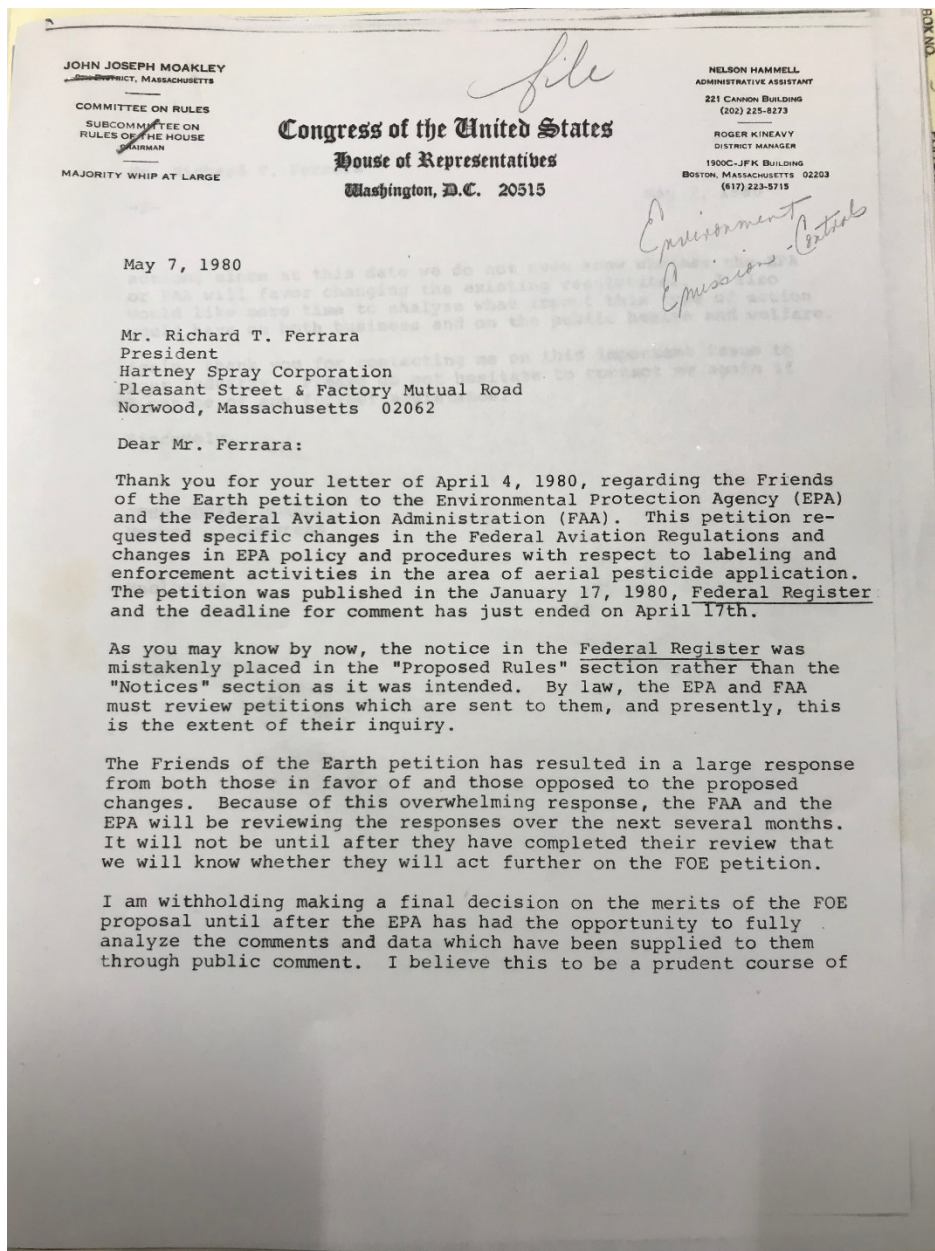 BOX NO.
file
JOHN JOSEPH MOAKLEY
DISTRICT, MASSACHUSETTS
COMMITTEE ON RULES
SUBCOMMITTEE ON
RULES OF THE HOUSE
CHAIRMAN
MAJORITY WHIP AT LARGE
Congress of the United States
House of Representatives
Washington, D.C. 20515
NELSON HAMMELL
ADMINISTRATIVE ASSISTANT
221 CANNON BUILDING
(202) 225-8273
ROGER KINEAVY
DISTRICT MANAGER
1900C-JFK BUILDING
BOSTON, MASSACHUSETTS 02203
(617) 223-5715
Environment
Emissions - Controls
May 7, 1980
Mr. Richard T. Ferrara
President
Hartney Spray Corporation
Pleasant Street & Factory Mutual Road
Norwood, Massachusetts 02062
Dear Mr. Ferrara:
Thank you for your letter of April 4, 1980, regarding the Friends
of the Earth petition to the Environmental Protection Agency (EPA)
and the Federal Aviation Administration (FAA). This petition re-
quested specific changes in the Federal Aviation Regulations and
changes in EPA policy and procedures with respect to labeling and
enforcement activities in the area of aerial pesticide application.
The petition was published in the January 17, 1980, Federal Register
and the deadline for comment has just ended on April 17th.
As you may know by now, the notice in the Federal Register was
mistakenly placed in the "Proposed Rules" section rather than the
"Notices" section as it was intended. By law, the EPA and FAA
must review petitions which are sent to them, and presently, this
is the extent of their inquiry.
The Friends of the Earth petition has resulted in a large response
from both those in favor of and those opposed to the proposed
changes. Because of this overwhelming response, the FAA and the
EPA will be reviewing the responses over the next several months.
It will not be until after they have completed their review that
we will know whether they will act further on the FOE petition.
I am withholding making a final decision on the merits of the FOE
proposal until after the EPA has had the opportunity to fully
analyze the comments and data which have been supplied to them
through public comment. I believe this to be a prudent course of